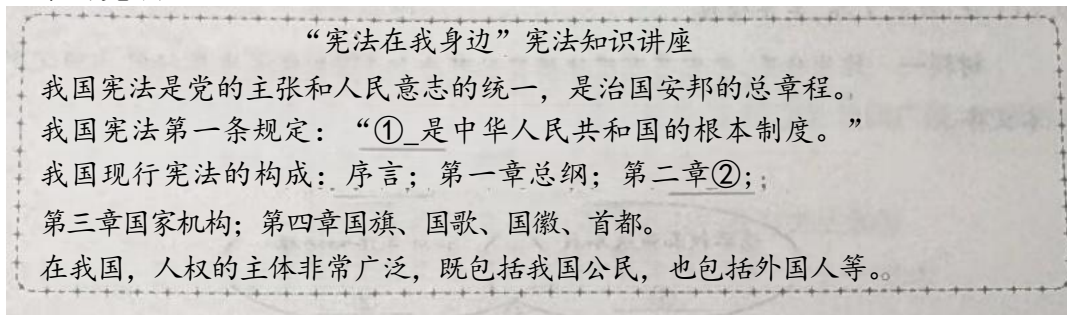 “宪法在我身边”宪法知识讲座
我国宪法是党的主张和人民意志的统一，是治国安邦的总章程。
我国宪法第一条规定：“①_是中华人民共和国的根本制度。”
我国现行宪法的构成：序言；第一章总纲；第二章②；;
第三章国家机构；第四章国旗、国歌、国徽、首都。
在我国，人权的主体非常广泛，既包括我国公民，也包括外国人等。